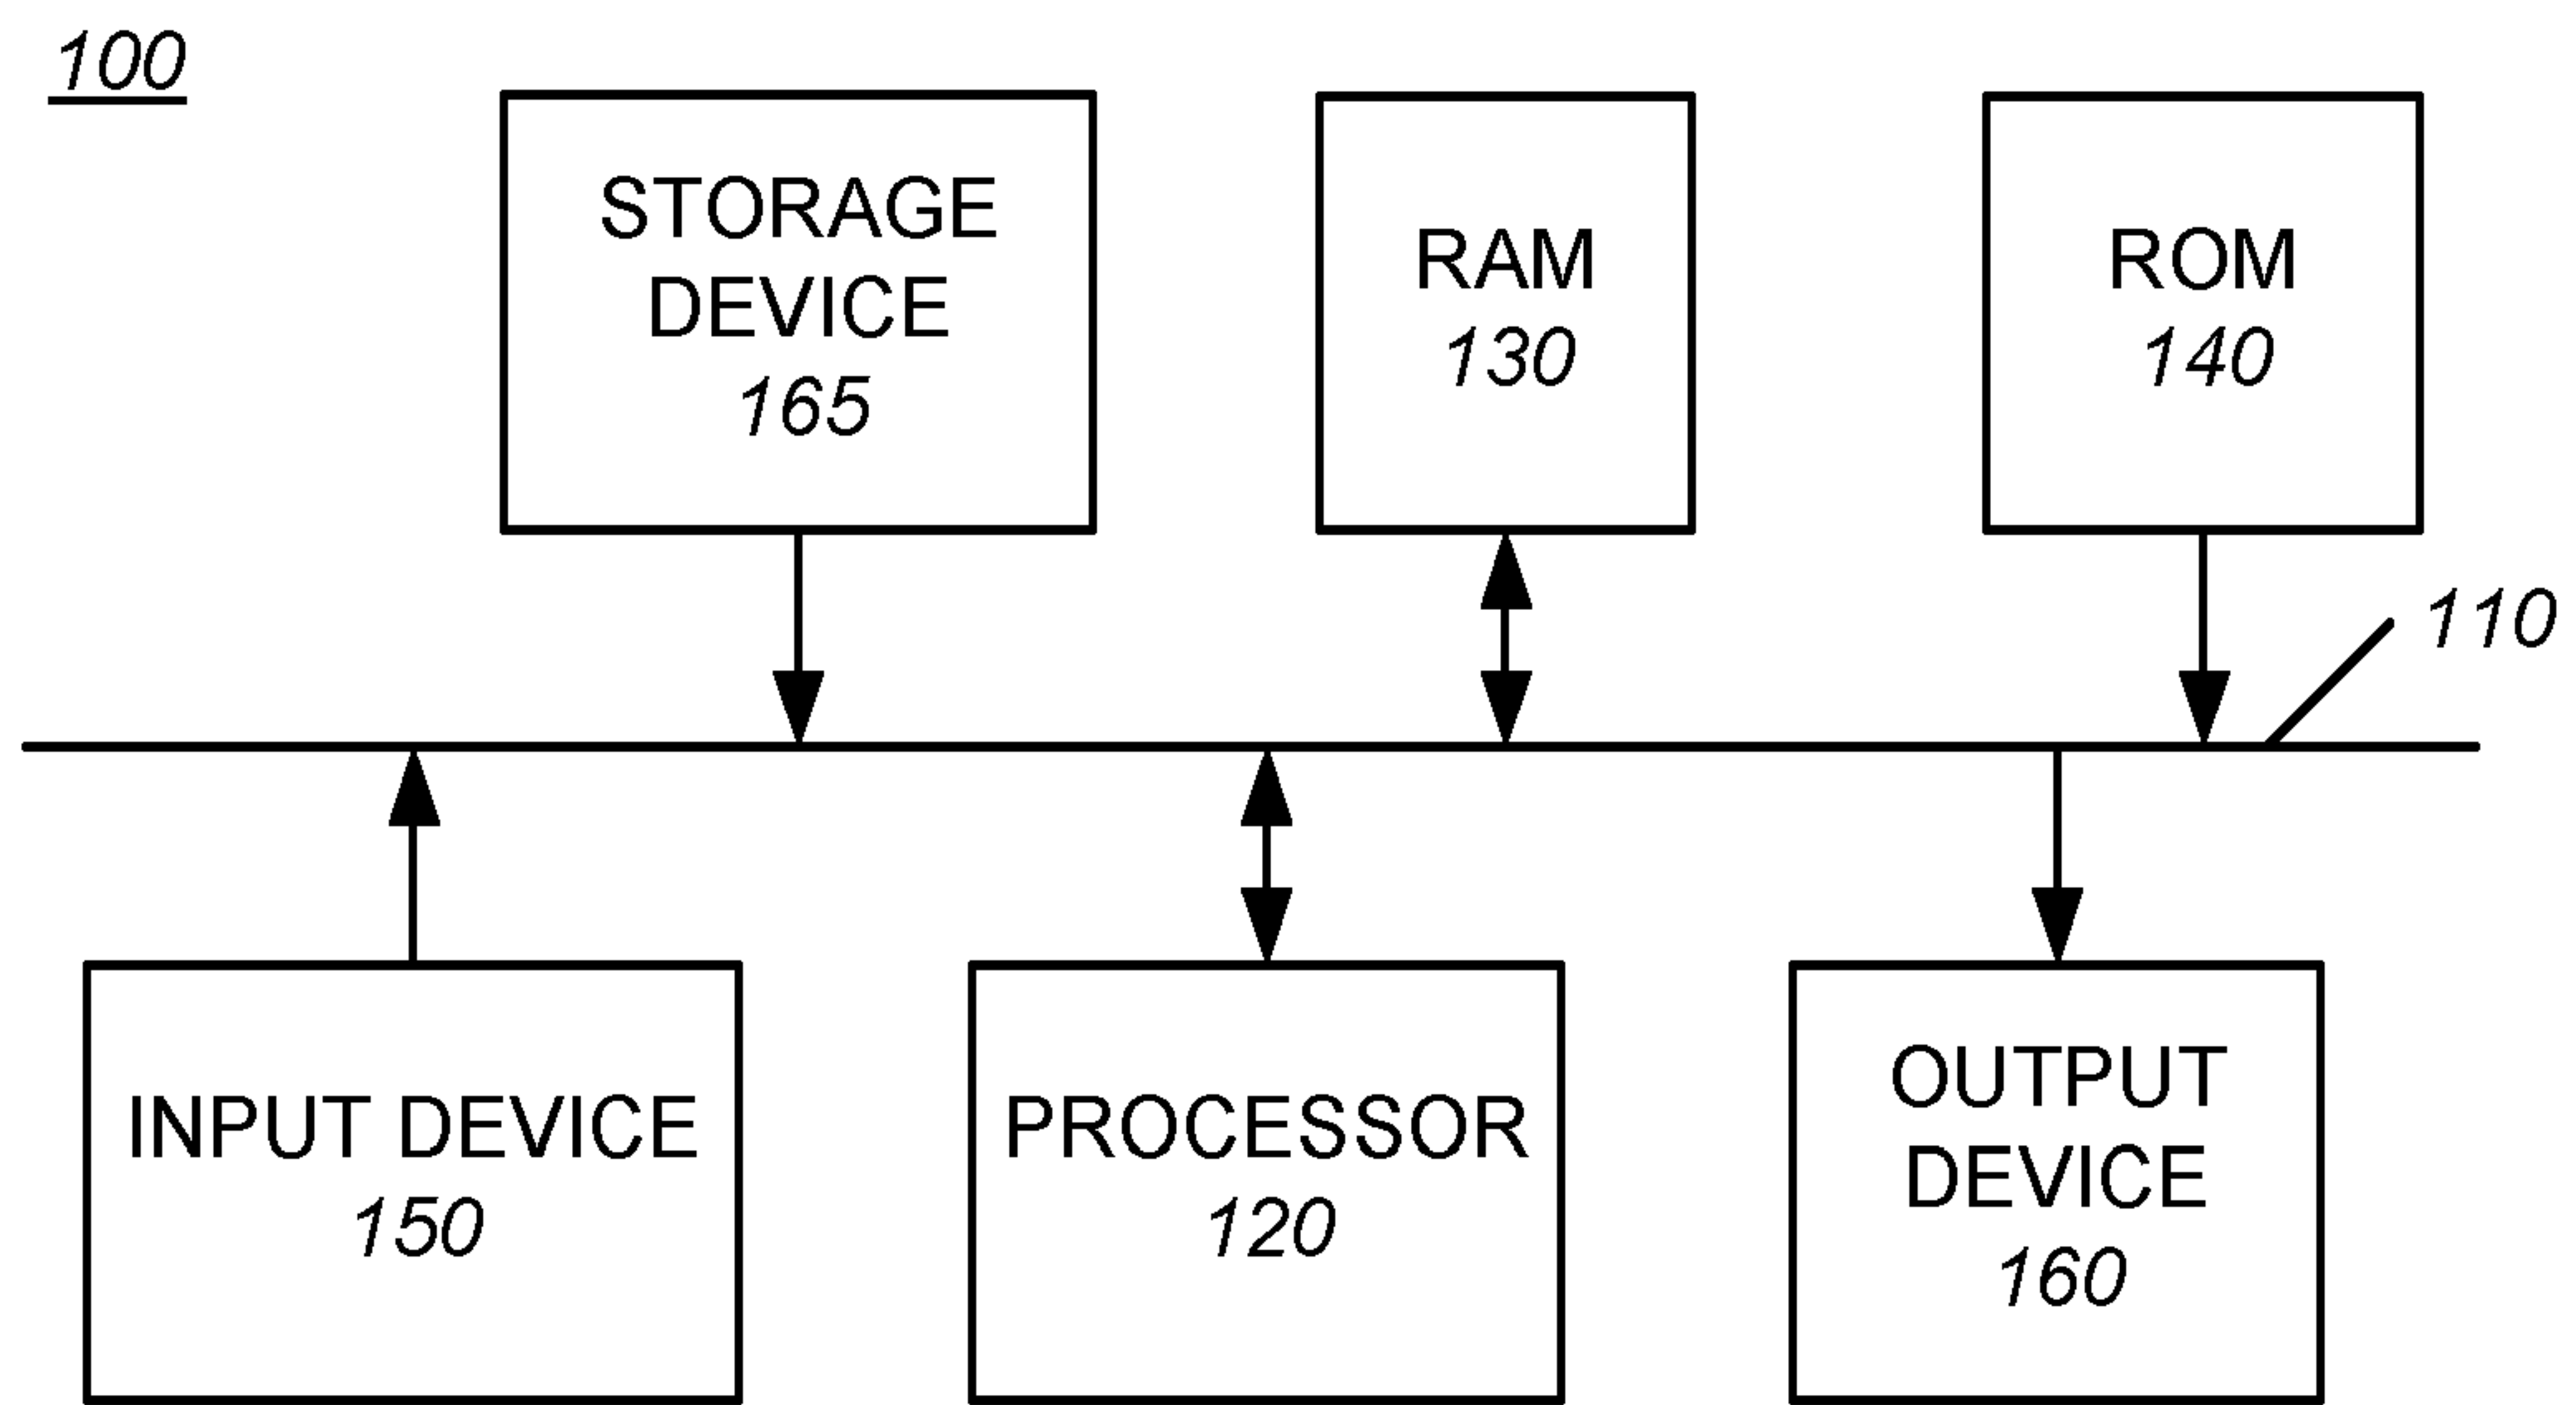 100
STORAGE
DEVICE
165
RAM
130
ROM
140
110
INPUT DEVICE
150
PROCESSOR
120
OUTPUT
DEVICE
160